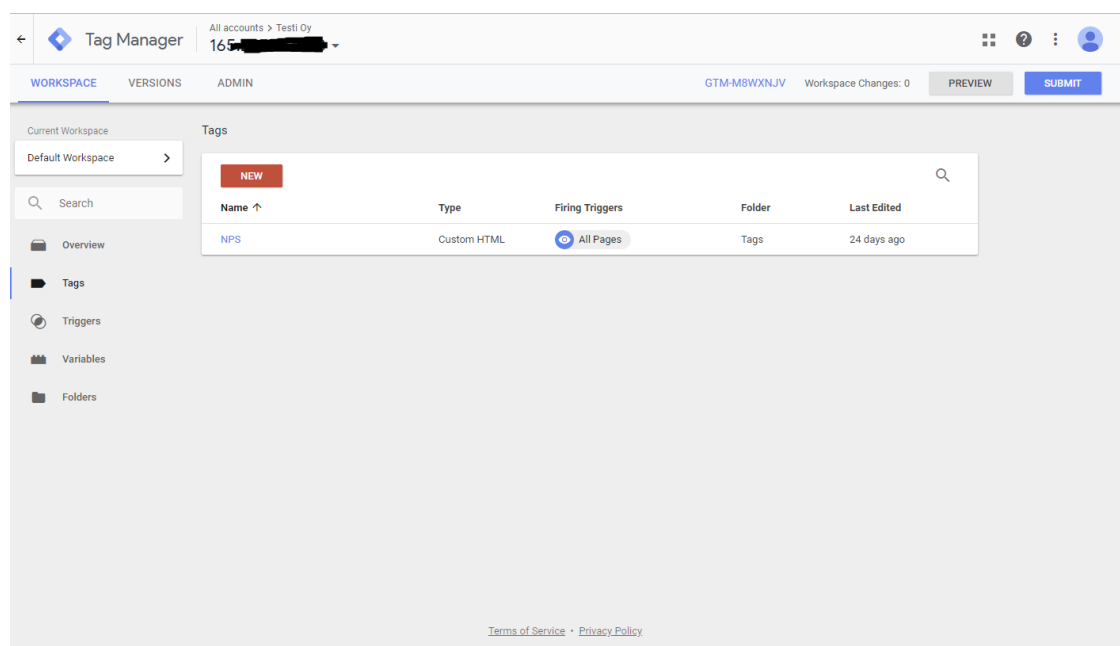 All accounts > Testi Oy
Tag Manager
165
WORKSPACE VERSIONS ADMIN GTM-M8WXNJV Workspace Changes: 0 PREVIEW SUBMIT
Current Workspace
Default Workspace
Search
Overview
Tags
Triggers
Variables
Folders
Tags
NEW
Name ↑ Type Firing Triggers Folder Last Edited
NPS Custom HTML All Pages Tags 24 days ago
Terms of Service • Privacy Policy